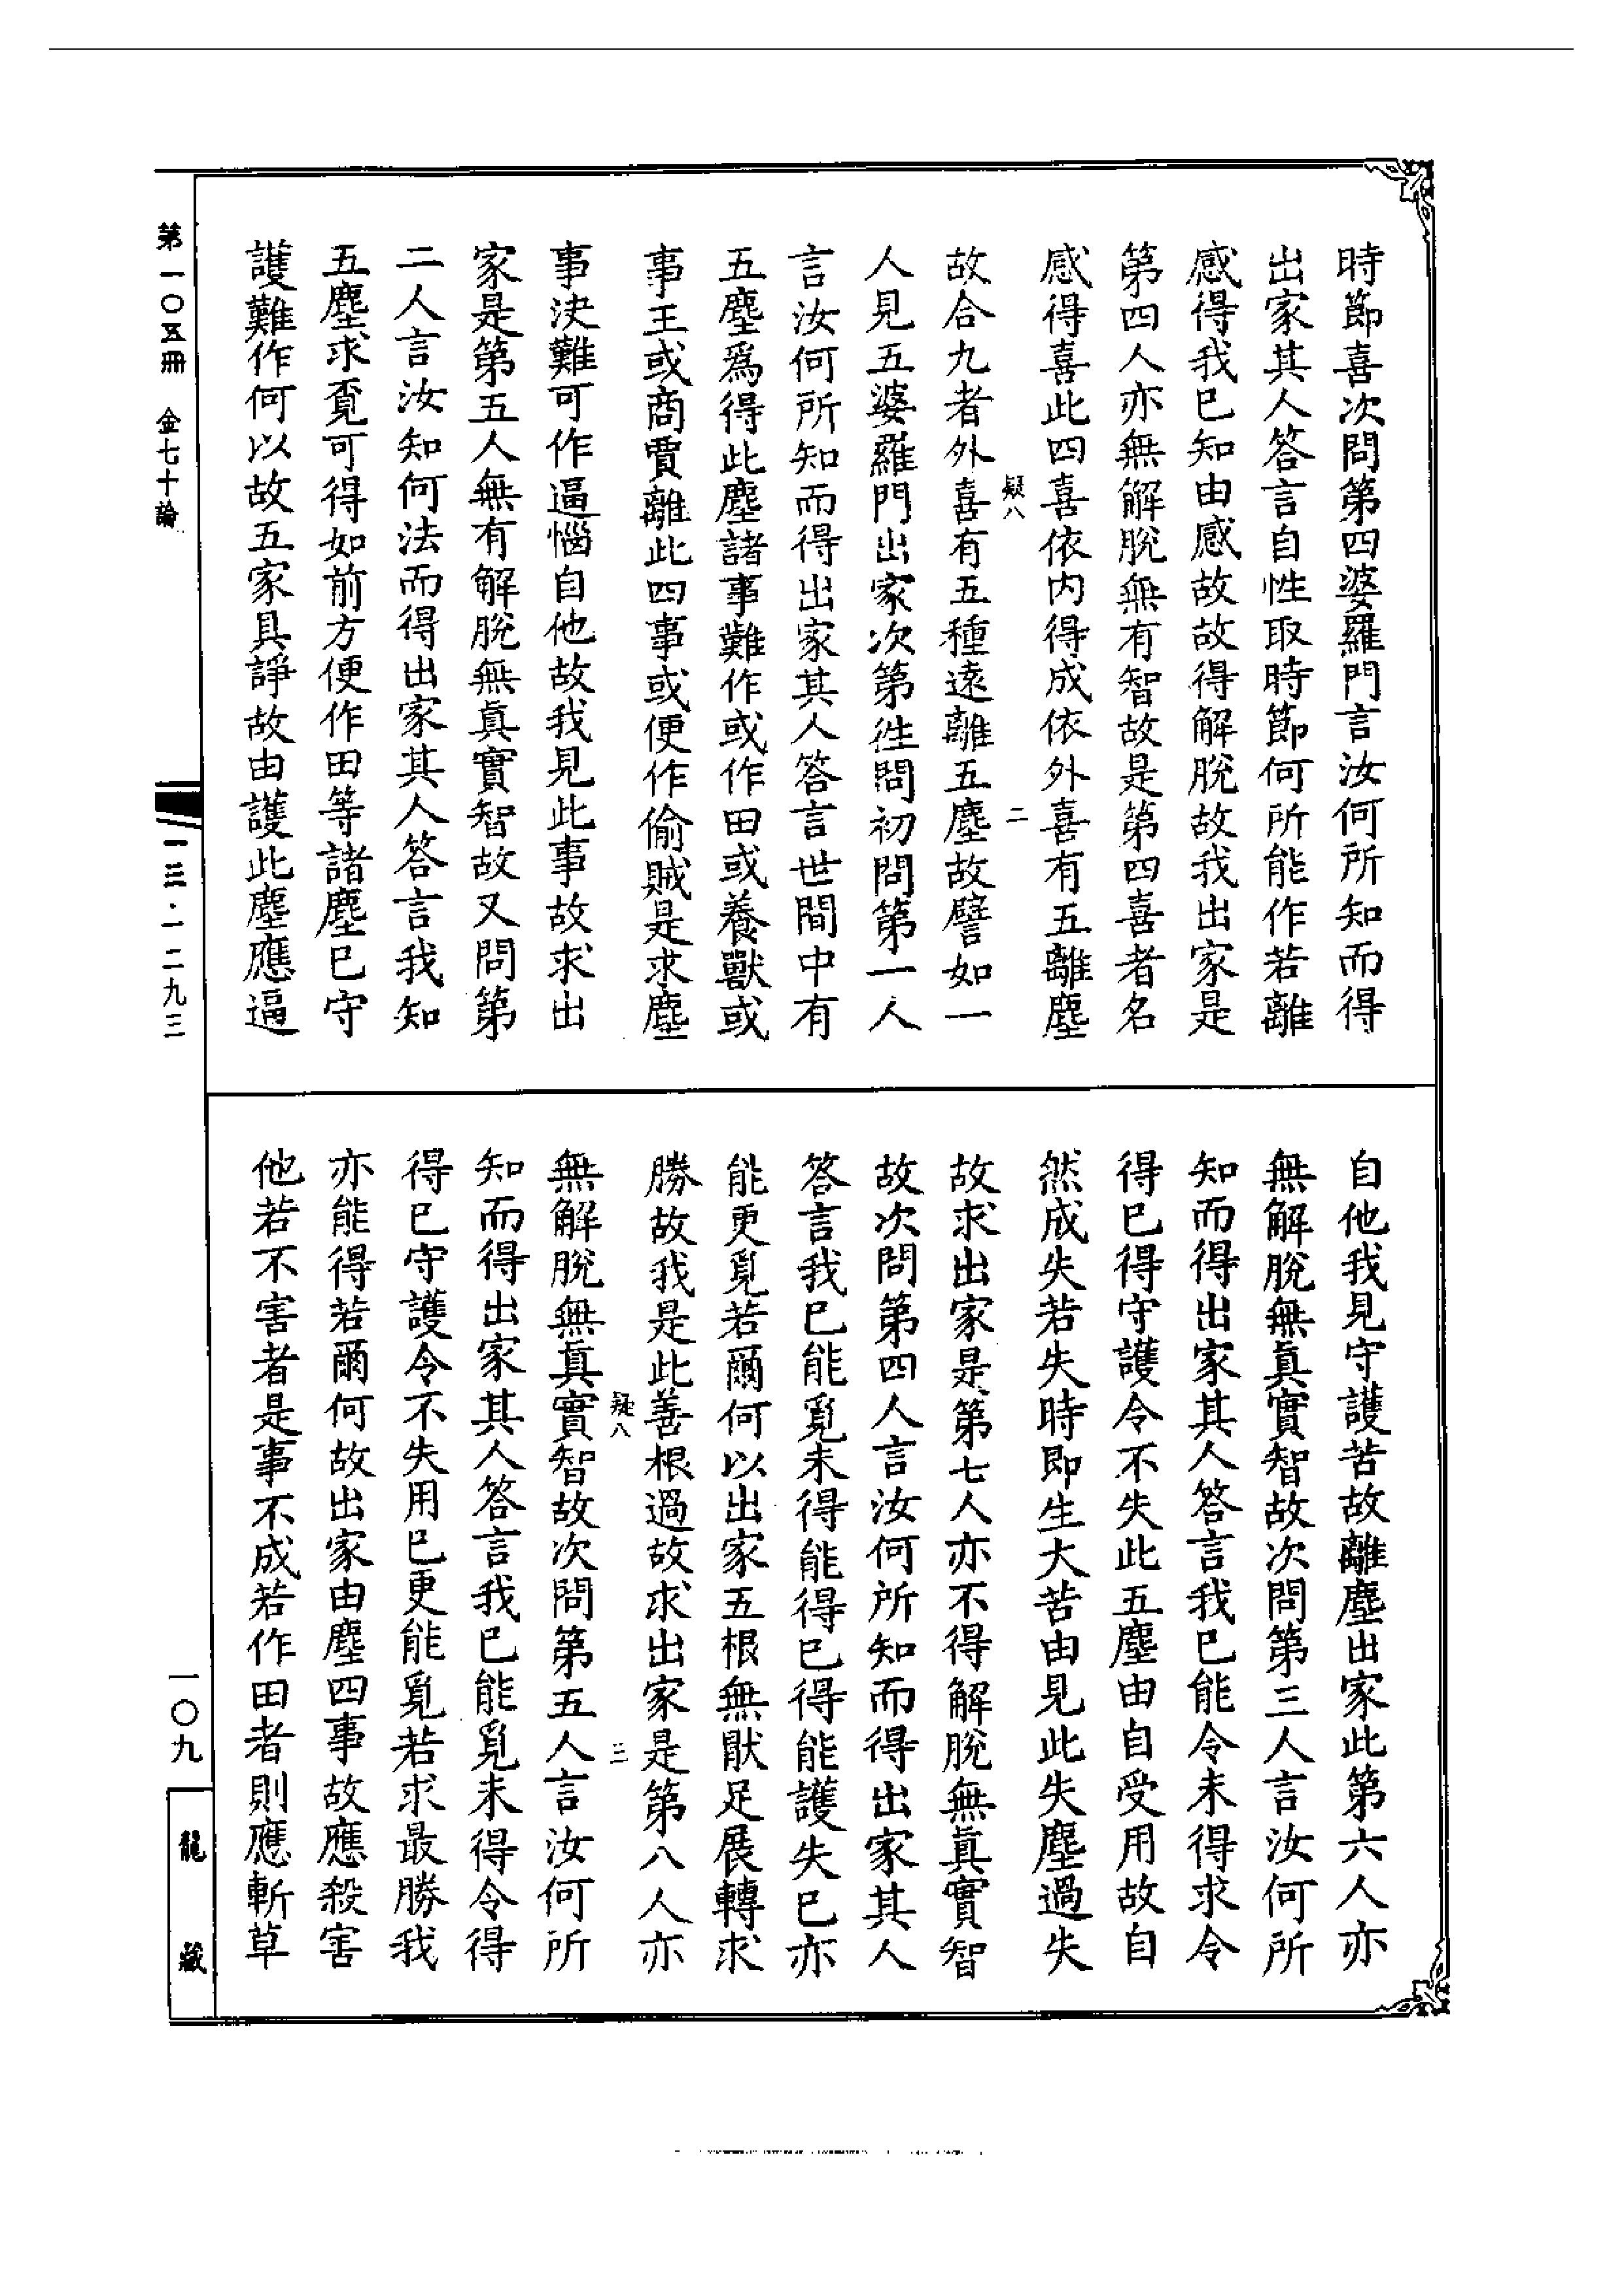 時節喜次問第四婆羅門言汝何所知而得
出家其人答言自性取時節何所能作若離
感得我已知由感故故得解脫故我出家是
第四人亦無解脫無有智故是第四喜者名
感得喜此四喜依內得成依外喜有五離塵
疑八 二
故合九者外喜有五種遠離五塵故譬如一
人見五婆羅門出家次第徃問初問第一人
言汝何所知而得出家其人答言世間中有
五塵爲得此塵諸事難作或作田或養獸或
事王或商賈離此四事或便作偷賊是求塵
事決難可作逼惱自他故我見此事故求出
家是第五人無有解脫無眞實智故又問第
二人言汝知何法而得出家其人答言我知
五塵求覔可得如前方便作田等諸塵已守
護難作何以故五家具諍故由護此塵應逼
自他我見守護苦故離塵出家此第六人亦
無解脫無眞實智故次問第三人言汝何所
知而得出家其人答言我已能令未得求令
得已得守護令不失此五塵由自受用故自
然成失若失時即生大苦由見此失塵過失
故求出家是第七人亦不得解脫無眞實智
故次問第四人言汝何所知而得出家其人
答言我已能覓未得能得已得能護失已亦
能更覓若爾何以出家五根無猒足展轉求
勝故我是此善根過故求出家是第八人亦
疑八 三
無解脫無眞實智故次問第五人言汝何所
知而得出家其人答言我已能覓未得令得
得已守護令不失用已更能覓若求最勝我
亦能得若爾何故出家由塵四事故應殺害
他若不害者是事不成若作田者則應斬草
第一〇五冊 金七十論
一三·一二九三
一〇九
龍藏